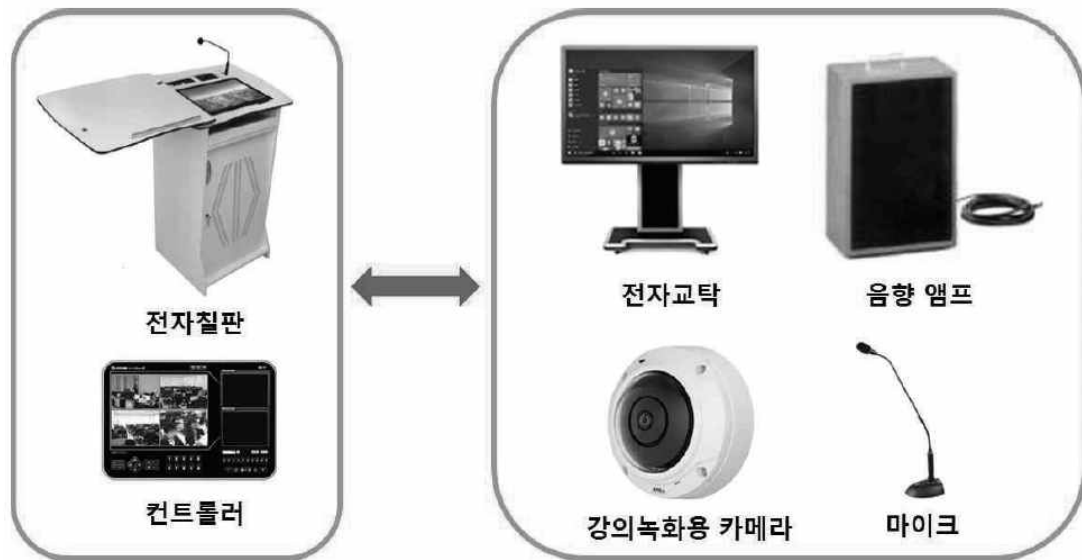 전자칠판
컨트롤러
전자교탁
음향 앰프
강의녹화용 카메라
마이크